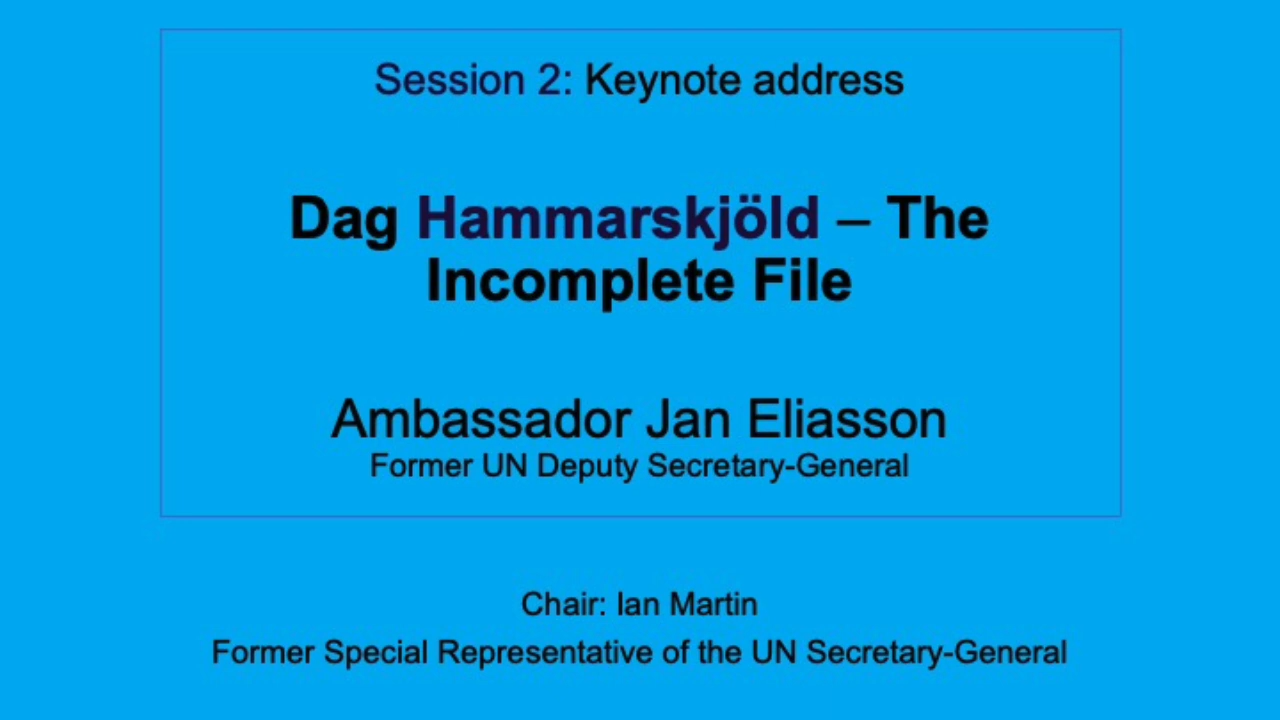 Session 2: Keynote address
Dag Hammarskjöld – The
Incomplete File
Ambassador Jan Eliasson
Former UN Deputy Secretary-General
Chair: Ian Martin
Former Special Representative of the UN Secretary-General